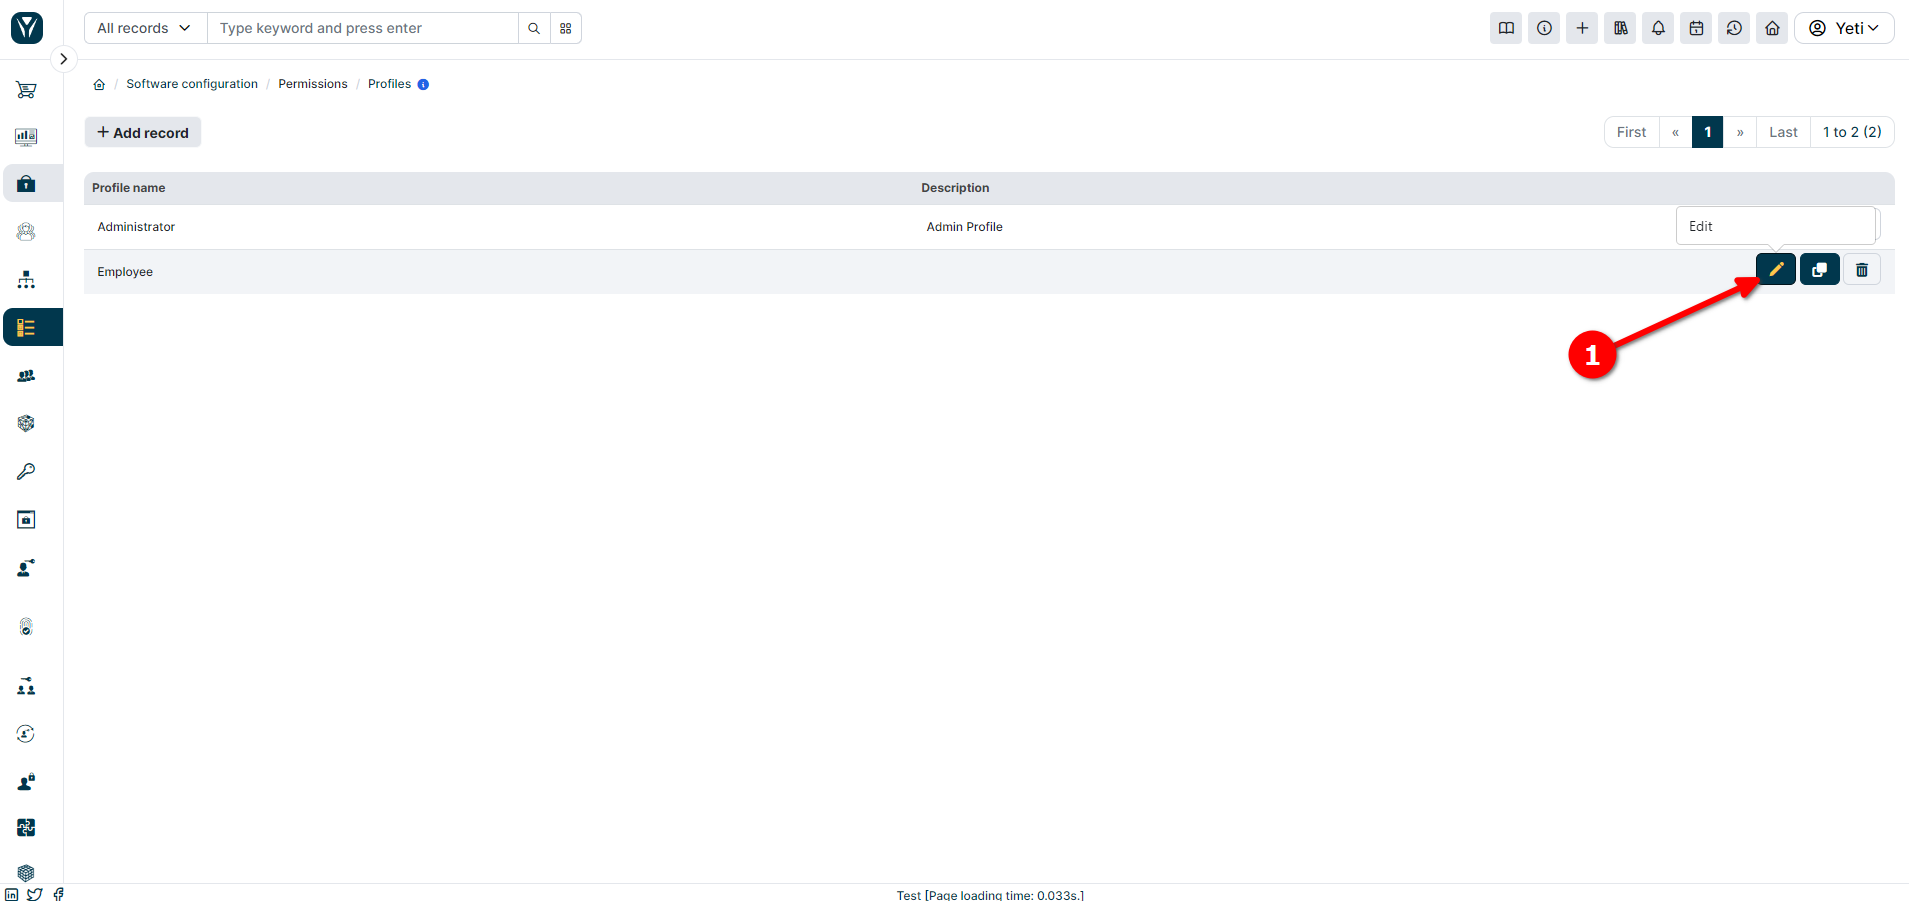 All records
Type keyword and press enter
Yeti
/ Software configuration / Permissions / Profiles
+ Add record
First « 1 » Last 1 to 2 (2)
Profile name Description
Administrator Admin Profile
Edit
Employee
1
Test [Page loading time: 0.033s.]